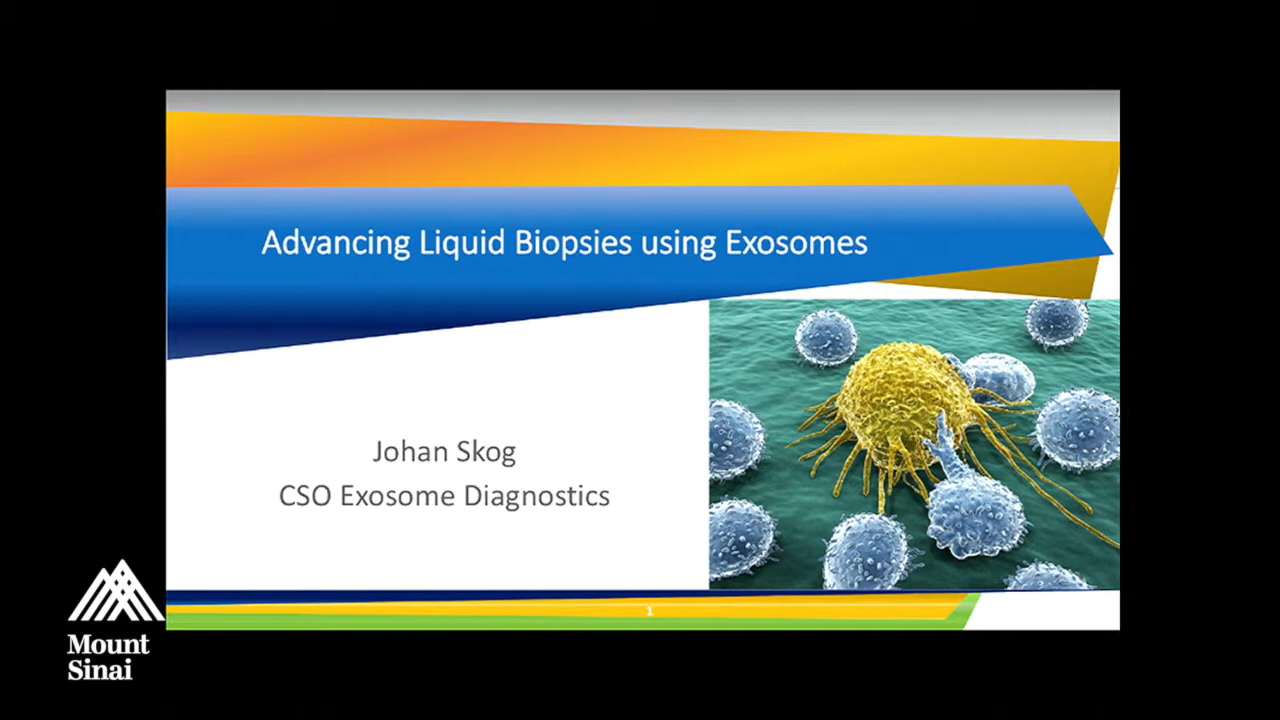 Advancing Liquid Biopsies using Exosomes
Johan Skog
CSO Exosome Diagnostics
1
Mount
Sinai